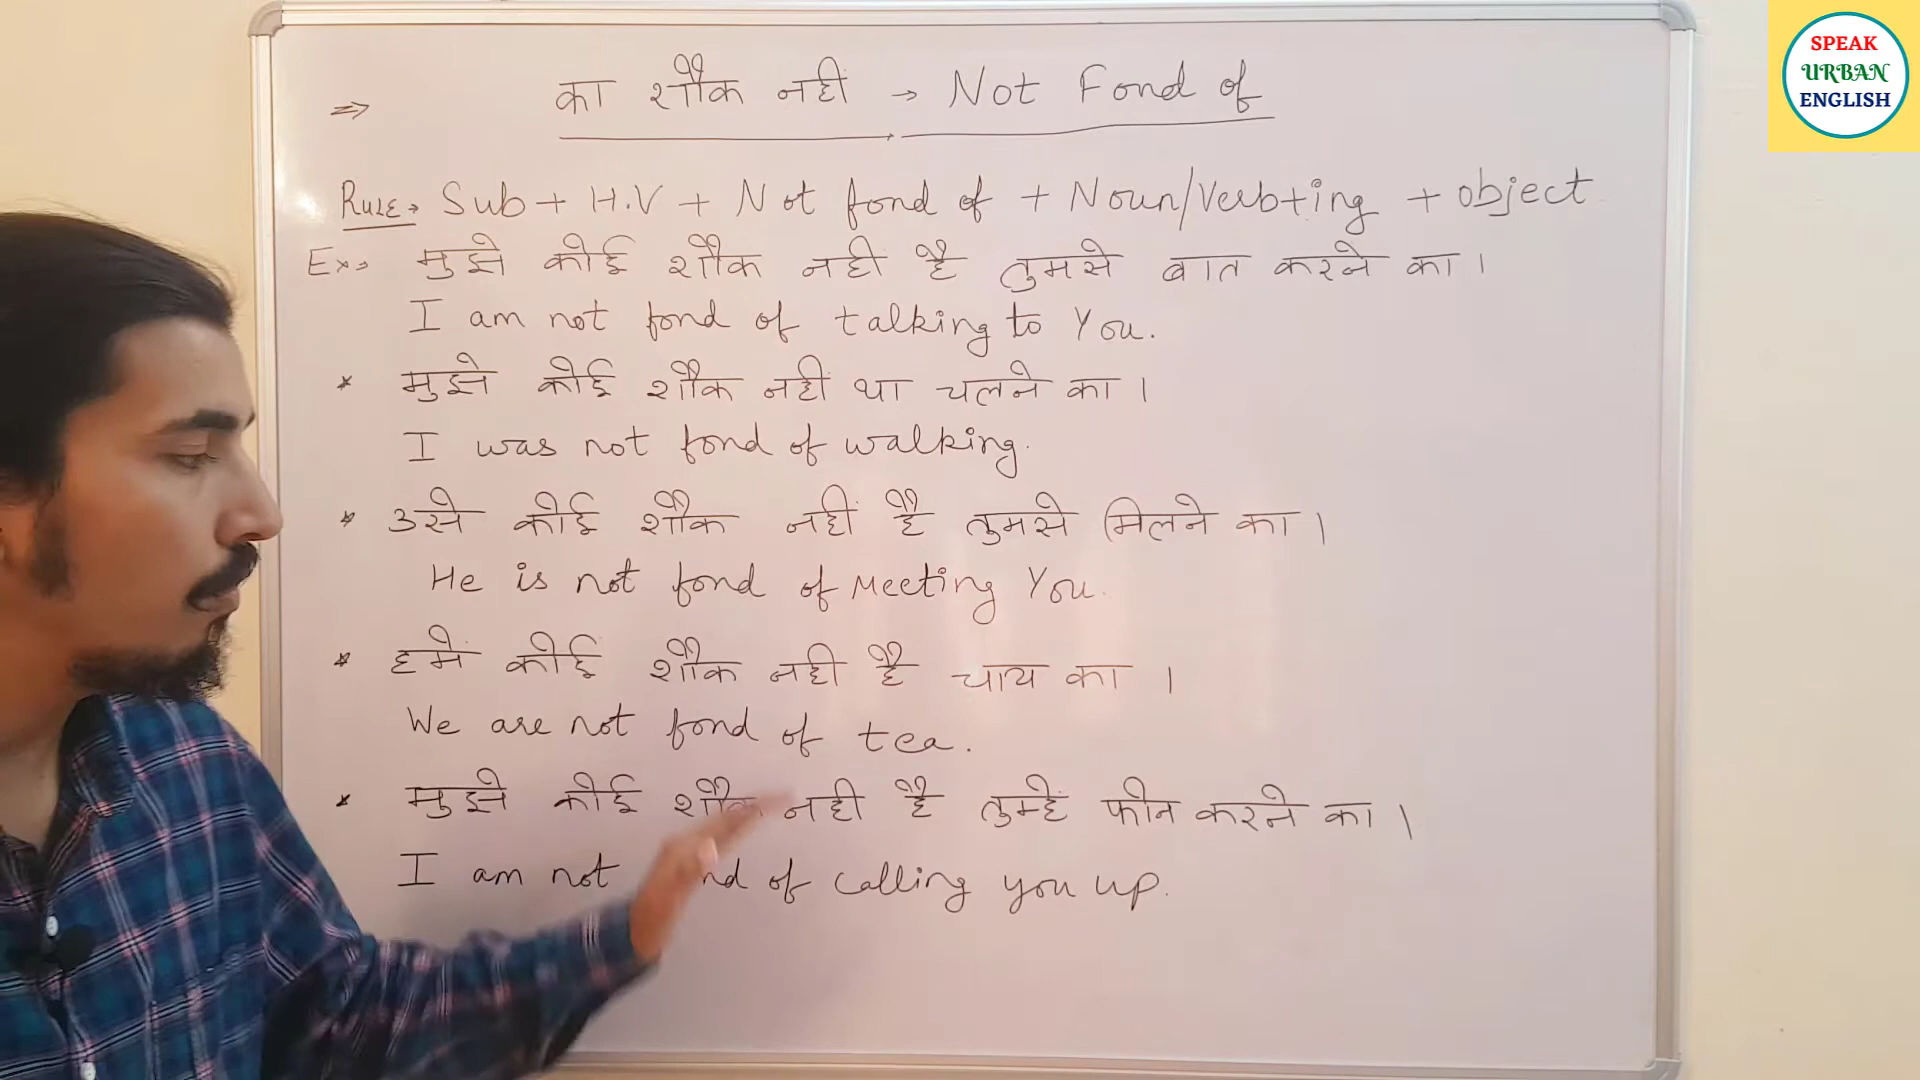 ⇒ का शौक नही → Not Fond of
Rule→ Sub + H.V + Not fond of + Noun/Verb+ing + object
Ex→ मुझे कोई शौक नही है तुमसे बात करने का ।
I am not fond of talking to You.
* मुझे कोई शौक नहीं था चलने का ।
I was not fond of walking.
* उसे कोई शौक नहीं है तुमसे मिलने का ।
He is not fond of Meeting You.
* हमें कोई शौक नही है चाय का ।
We are not fond of tea.
* मुझे कोई शौक नही है तुम्हें फोन करने का ।
I am not of calling you up.
SPEAK
URBAN
ENGLISH